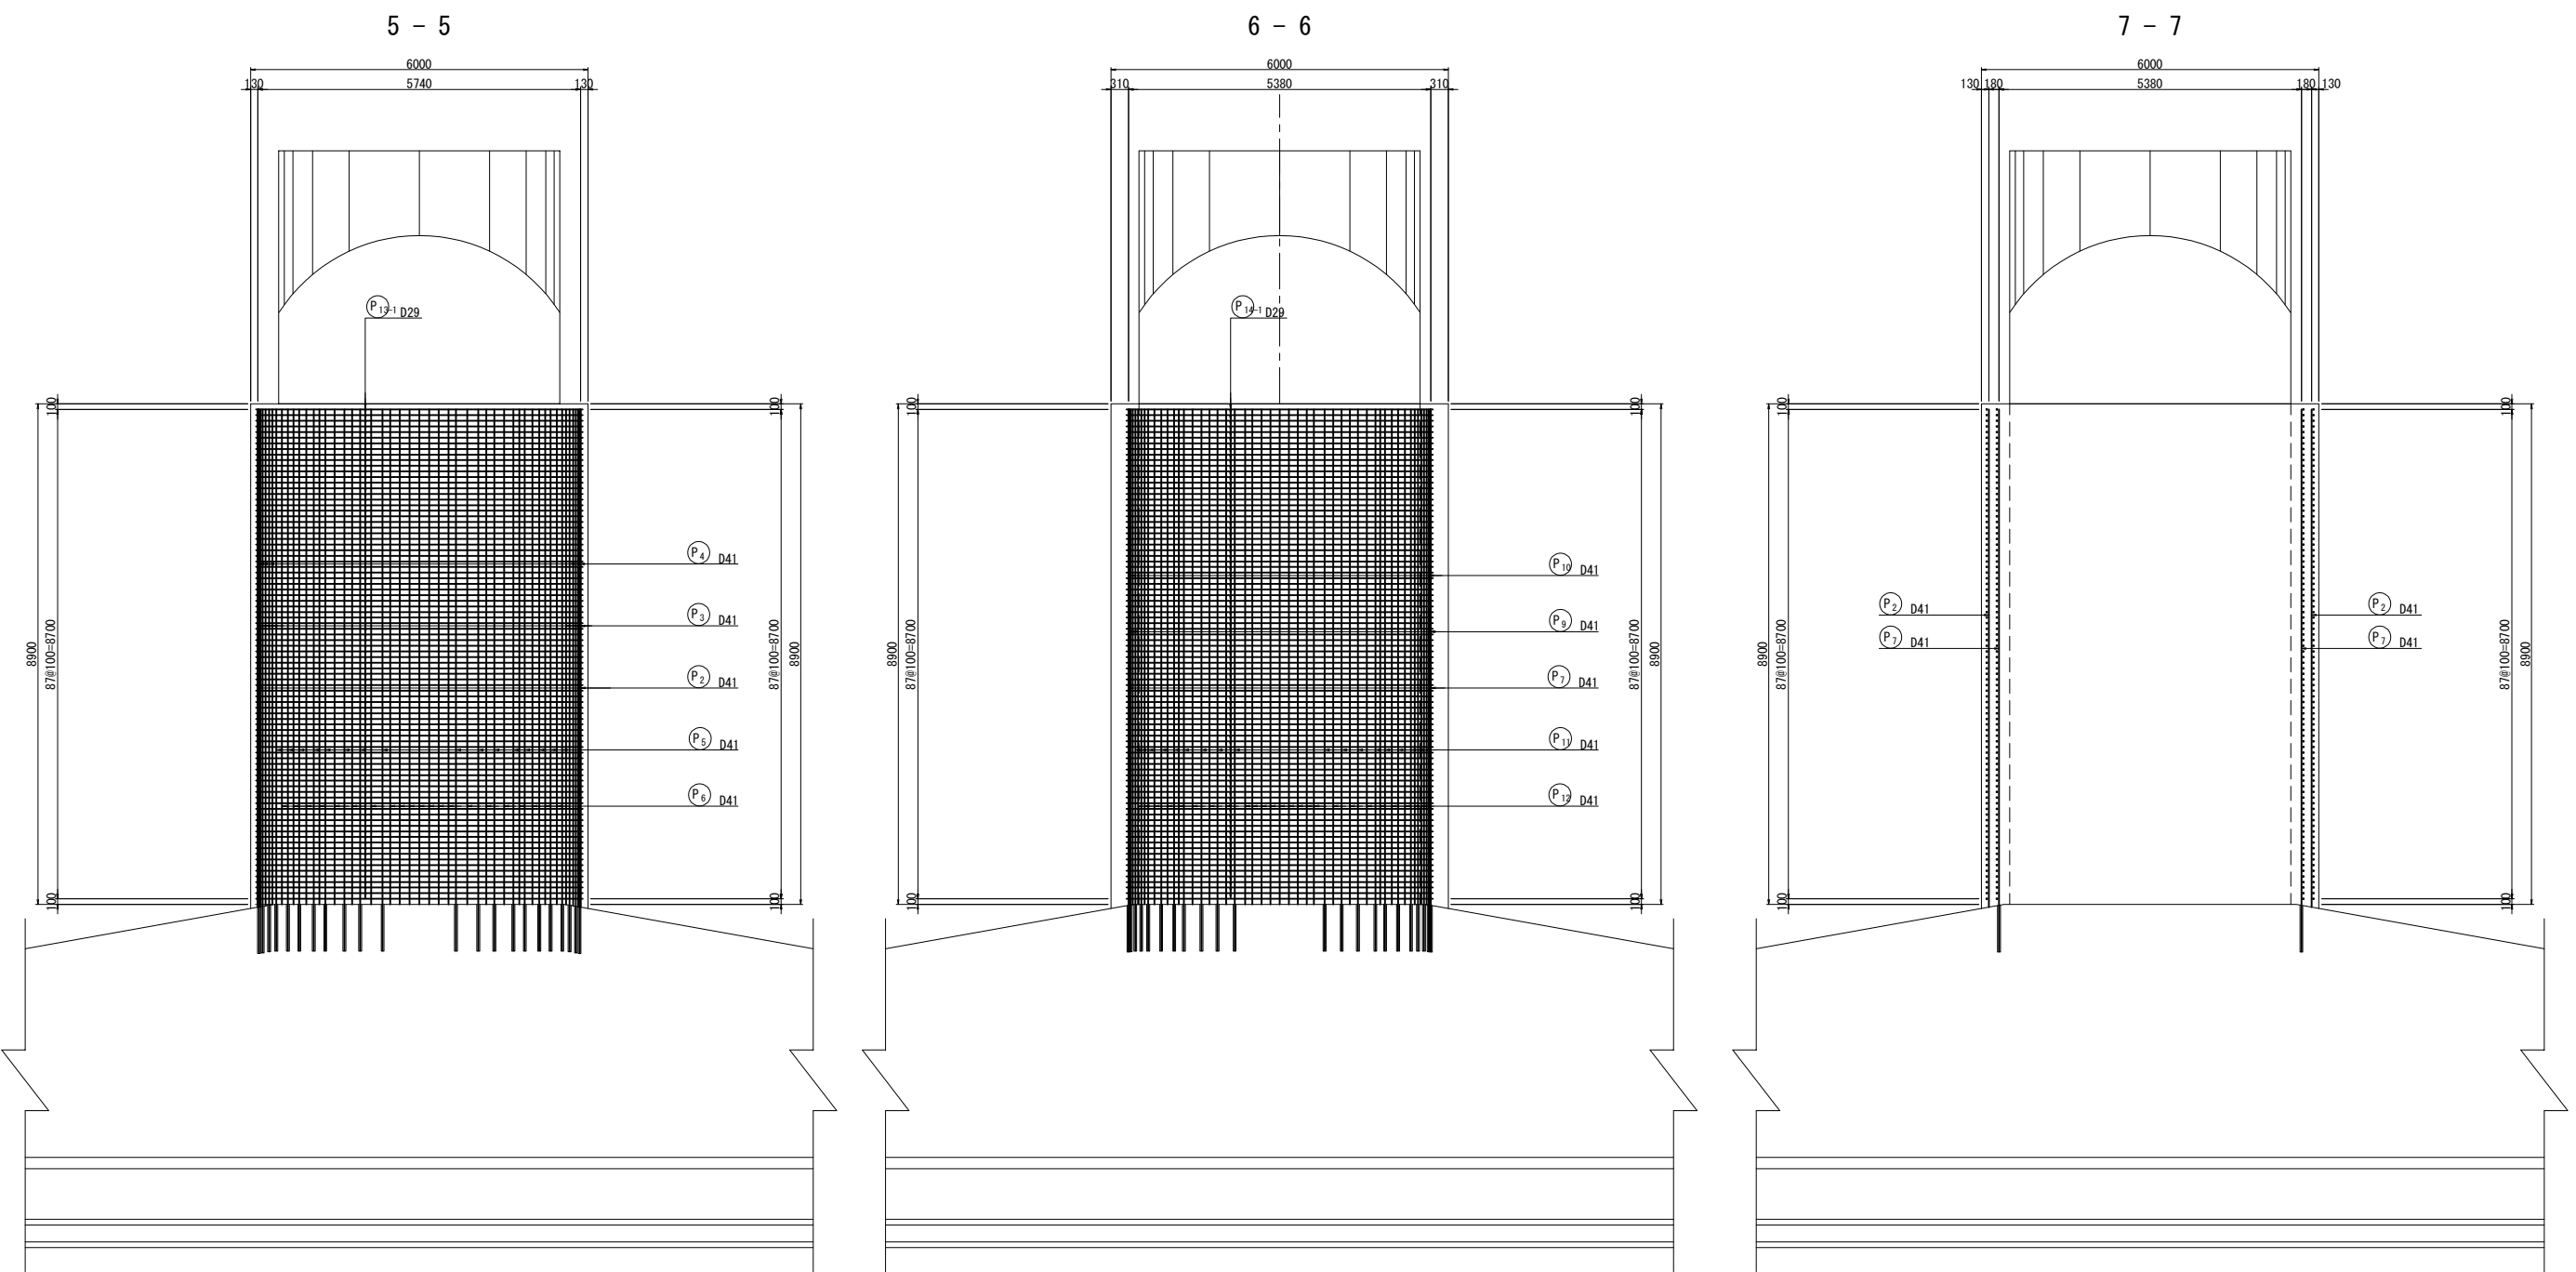 5 - 5
6000
130 5740 130
P13-1 D29
100
100
8900
87@100=8700
87@100=8700
8900
P4 D41
P3 D41
P2 D41
P5 D41
P6 D41
100
100
6 - 6
6000
310 5380 310
P14-1 D29
100
100
8900
87@100=8700
87@100=8700
8900
P10 D41
P9 D41
P7 D41
P11 D41
P12 D41
100
100
7 - 7
6000
130 180 5380 180 130
100
100
8900
87@100=8700
87@100=8700
8900
P2 D41
P7 D41
P2 D41
P7 D41
100
100